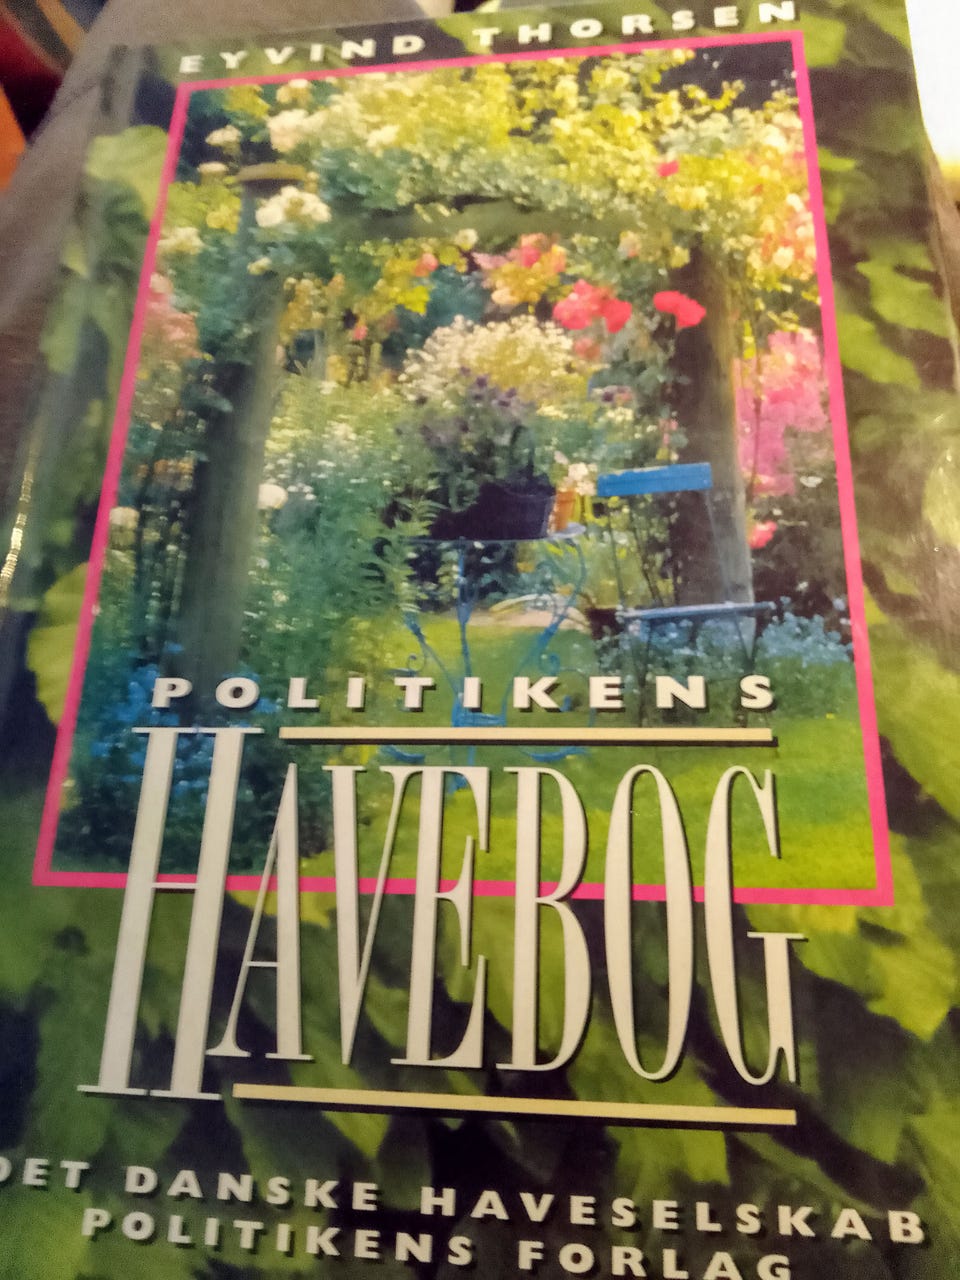 EYVIND THORSEN
POLITIKENS
HAVEBOG
DET DANSKE HAVESELSKAB
POLITIKENS FORLAG